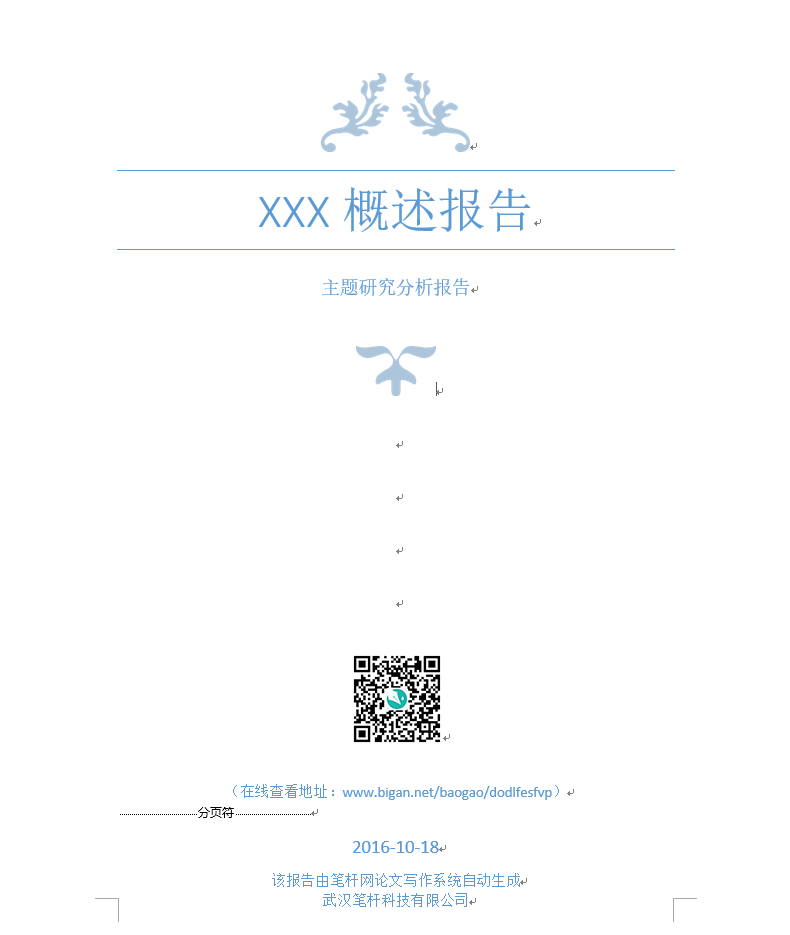 XXX 概述报告
主题研究分析报告
（在线查看地址：www.bigan.net/baogao/dodlfesfvp）
分页符
2016-10-18
该报告由笔杆网论文写作系统自动生成
武汉笔杆科技有限公司